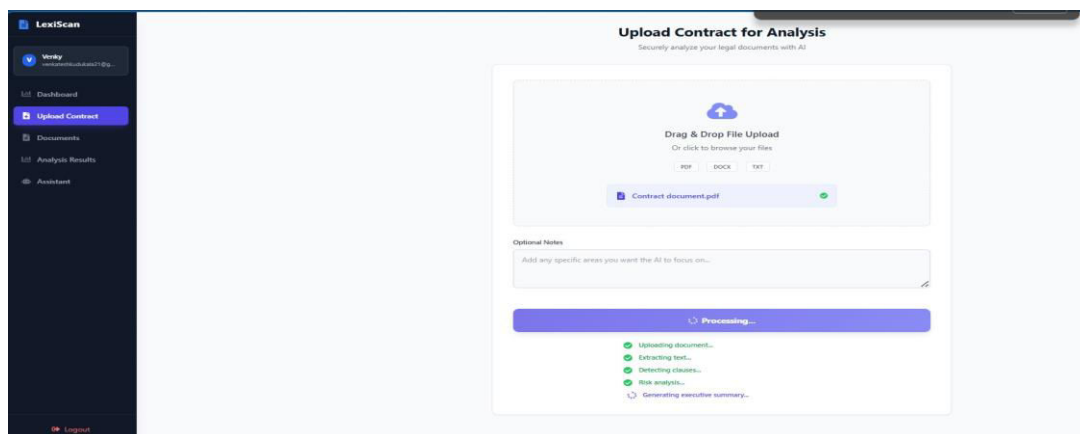 LexiScan
V
Venky
Dashboard
Upload Contract
Documents
Analysis Results
Assistant
Logout
Upload Contract for Analysis
Securely analyze your legal documents with AI
Drag & Drop File Upload
Or click to browse your files
PDF DOCX TXT
Contract document.pdf
Optional Notes
Add any specific areas you want the AI to focus on...
Processing...
Uploading document...
Extracting text...
Detecting clauses...
Risk analysis...
Generating executive summary...